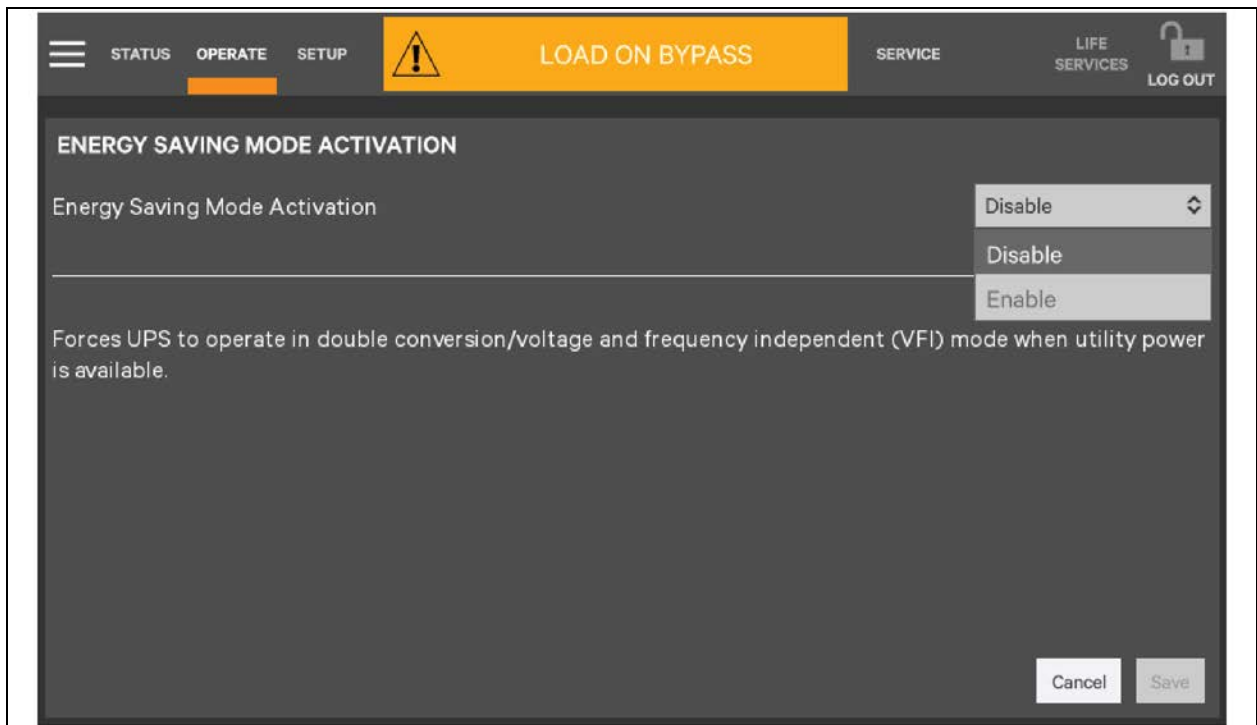 STATUS OPERATE SETUP LOAD ON BYPASS SERVICE LIFE SERVICES LOG OUT
ENERGY SAVING MODE ACTIVATION
Energy Saving Mode Activation Disable
Disable
Enable
Forces UPS to operate in double conversion/voltage and frequency independent (VFI) mode when utility power
is available.
Cancel Save